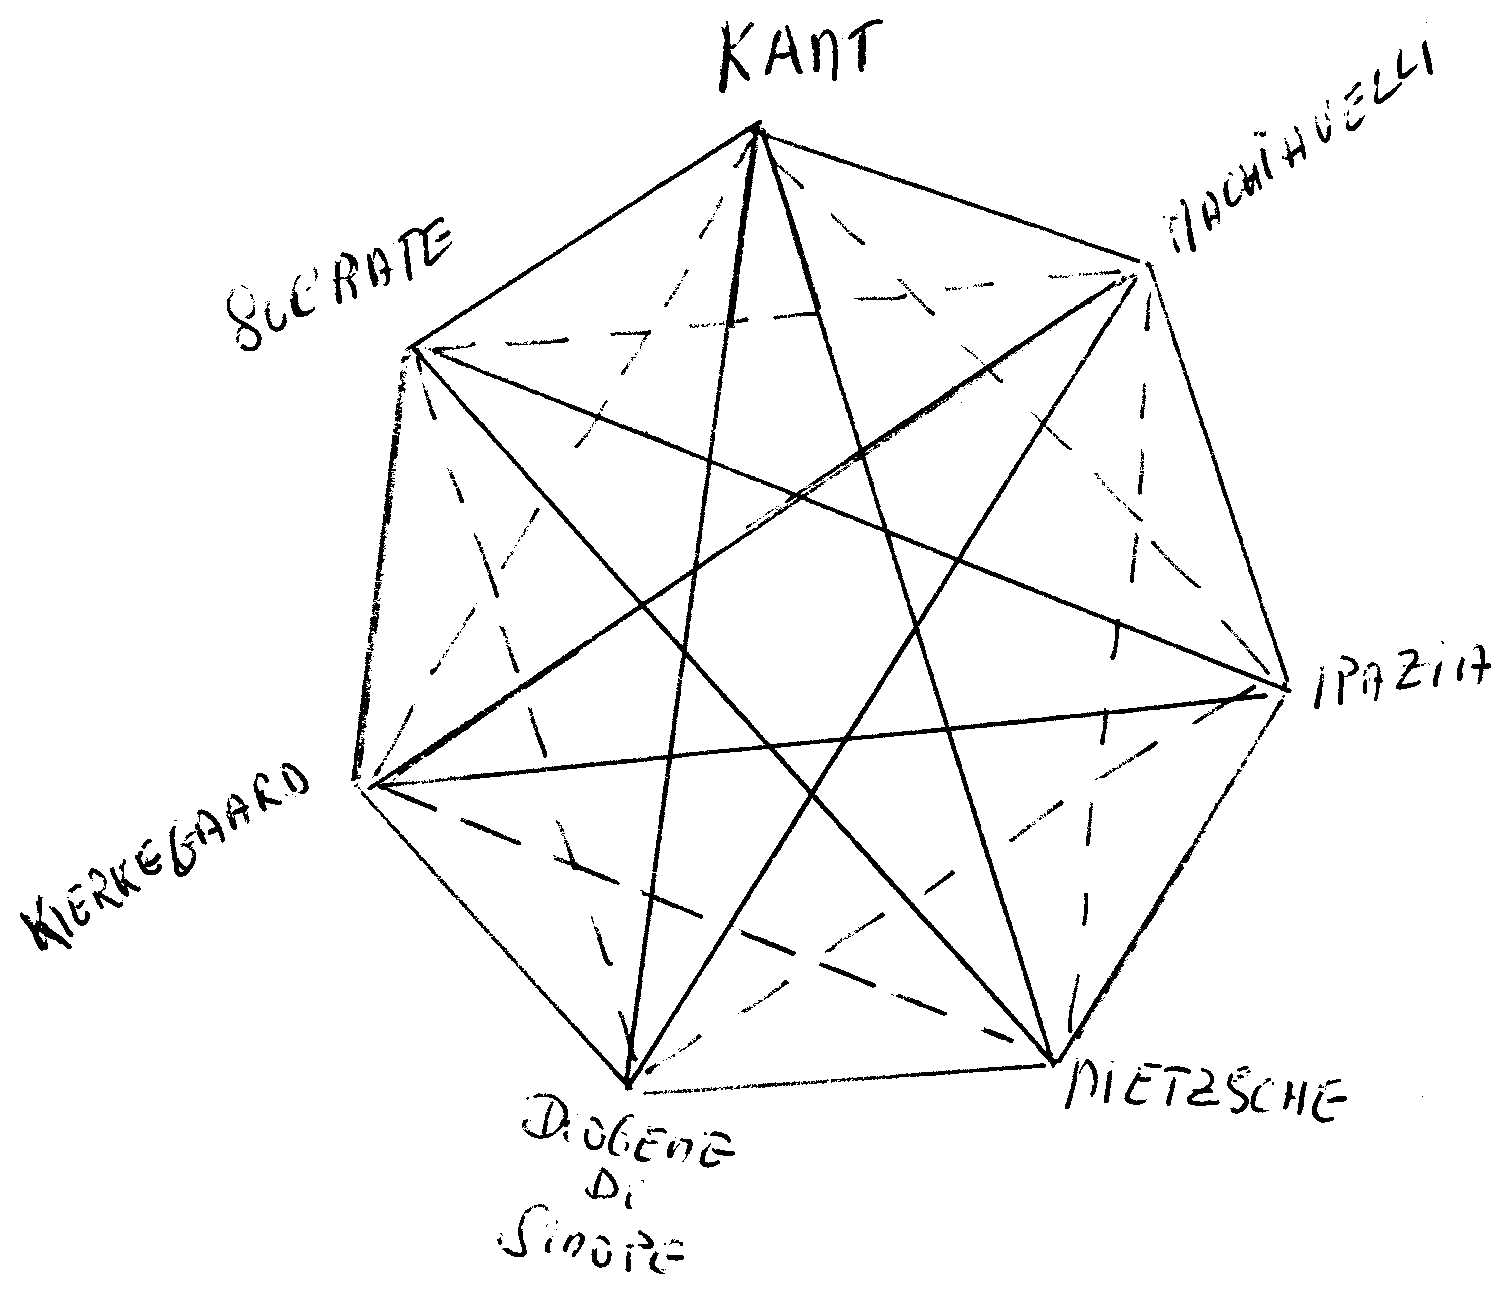 KANT
MACHIAVELLI
SOCRATE
IPAZIA
KIERKEGAARD
NIETZSCHE
DIOGENE
DI
SINOPE